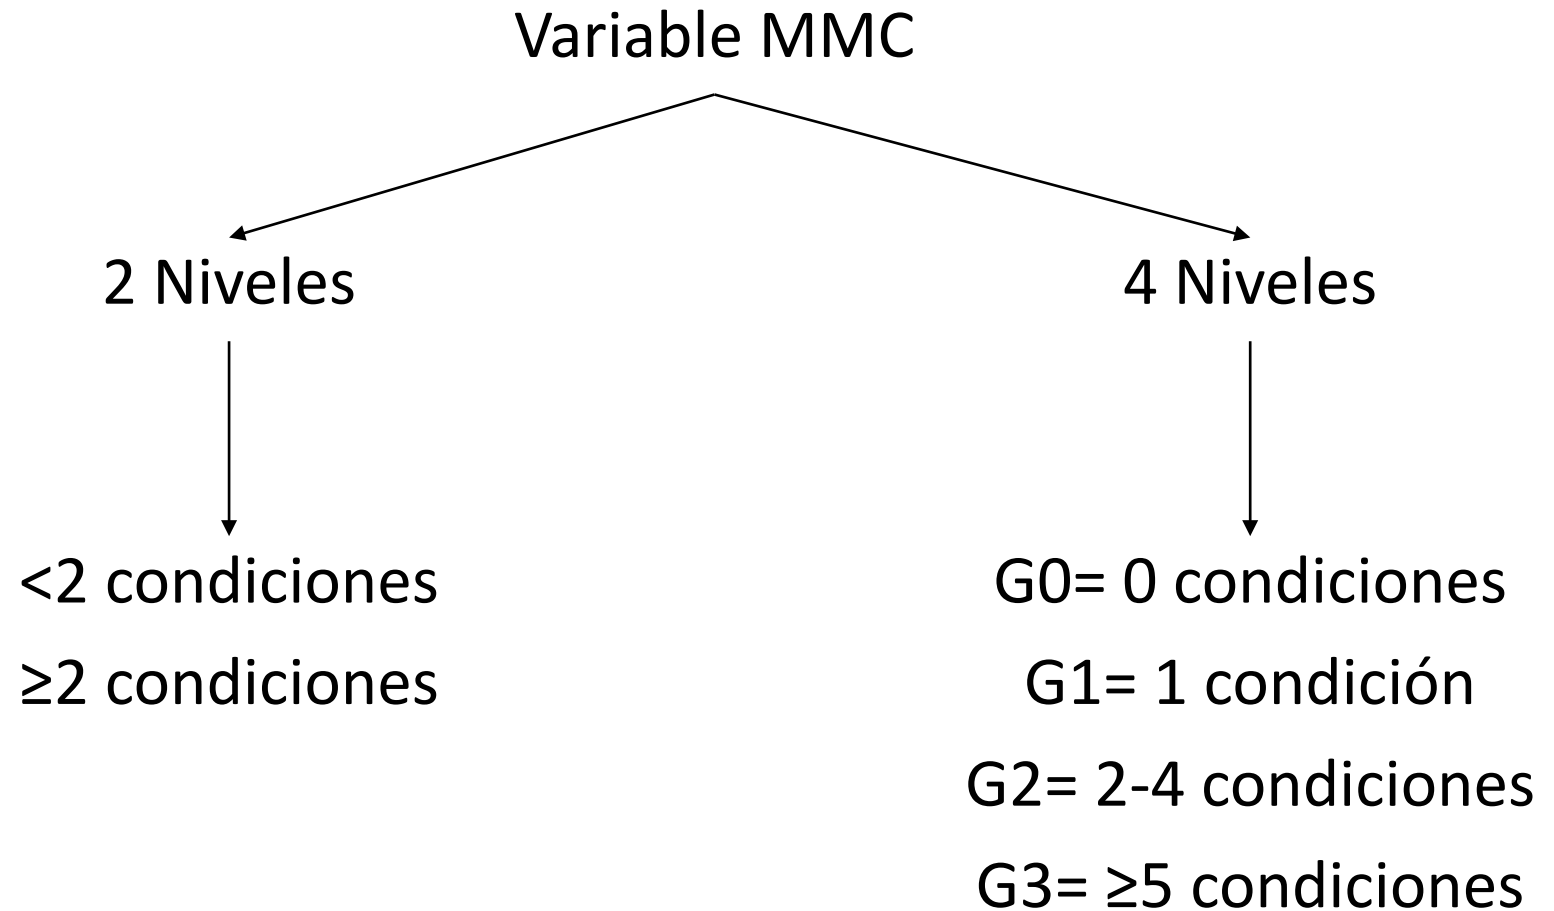 Variable MMC
2 Niveles
4 Niveles
<2 condiciones
≥2 condiciones
G0= 0 condiciones
G1= 1 condición
G2= 2-4 condiciones
G3= ≥5 condiciones